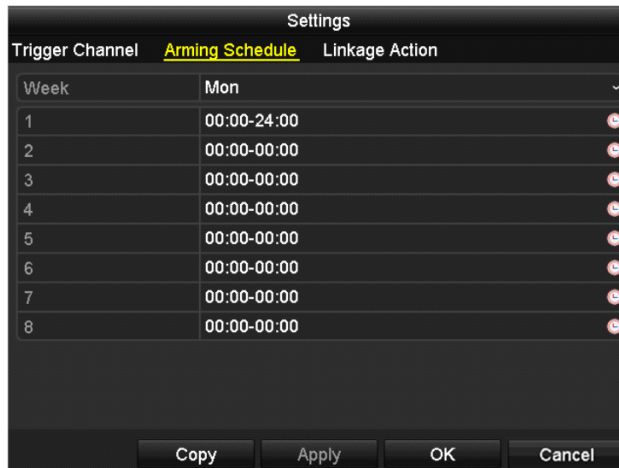 Settings
Trigger Channel Arming Schedule Linkage Action
Week Mon
1 00:00-24:00
2 00:00-00:00
3 00:00-00:00
4 00:00-00:00
5 00:00-00:00
6 00:00-00:00
7 00:00-00:00
8 00:00-00:00
Copy Apply OK Cancel